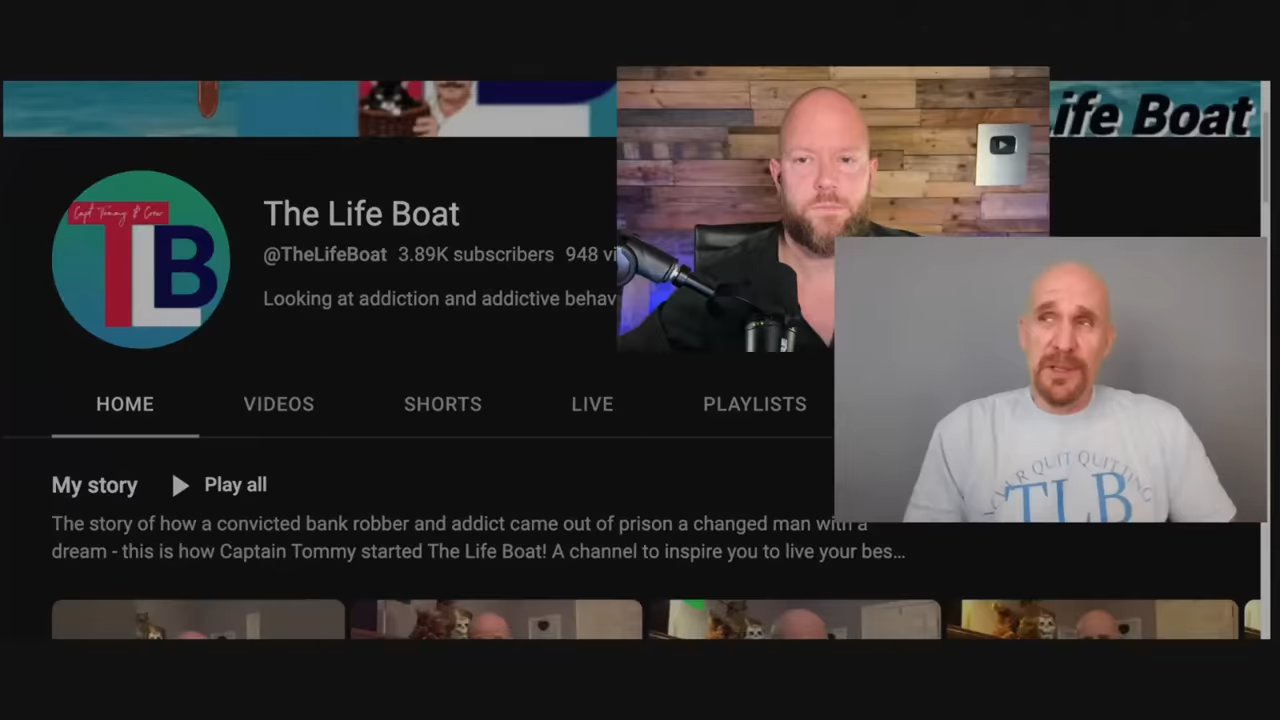 ife Boat
Capt Tommy & Crew
TLB
The Life Boat
@TheLifeBoat 3.89K subscribers 948 vi
Looking at addiction and addictive behav
HOME VIDEOS SHORTS LIVE PLAYLISTS
QUIT QUITTING
TLB
My story Play all
The story of how a convicted bank robber and addict came out of prison a changed man with a
dream - this is how Captain Tommy started The Life Boat! A channel to inspire you to live your bes...